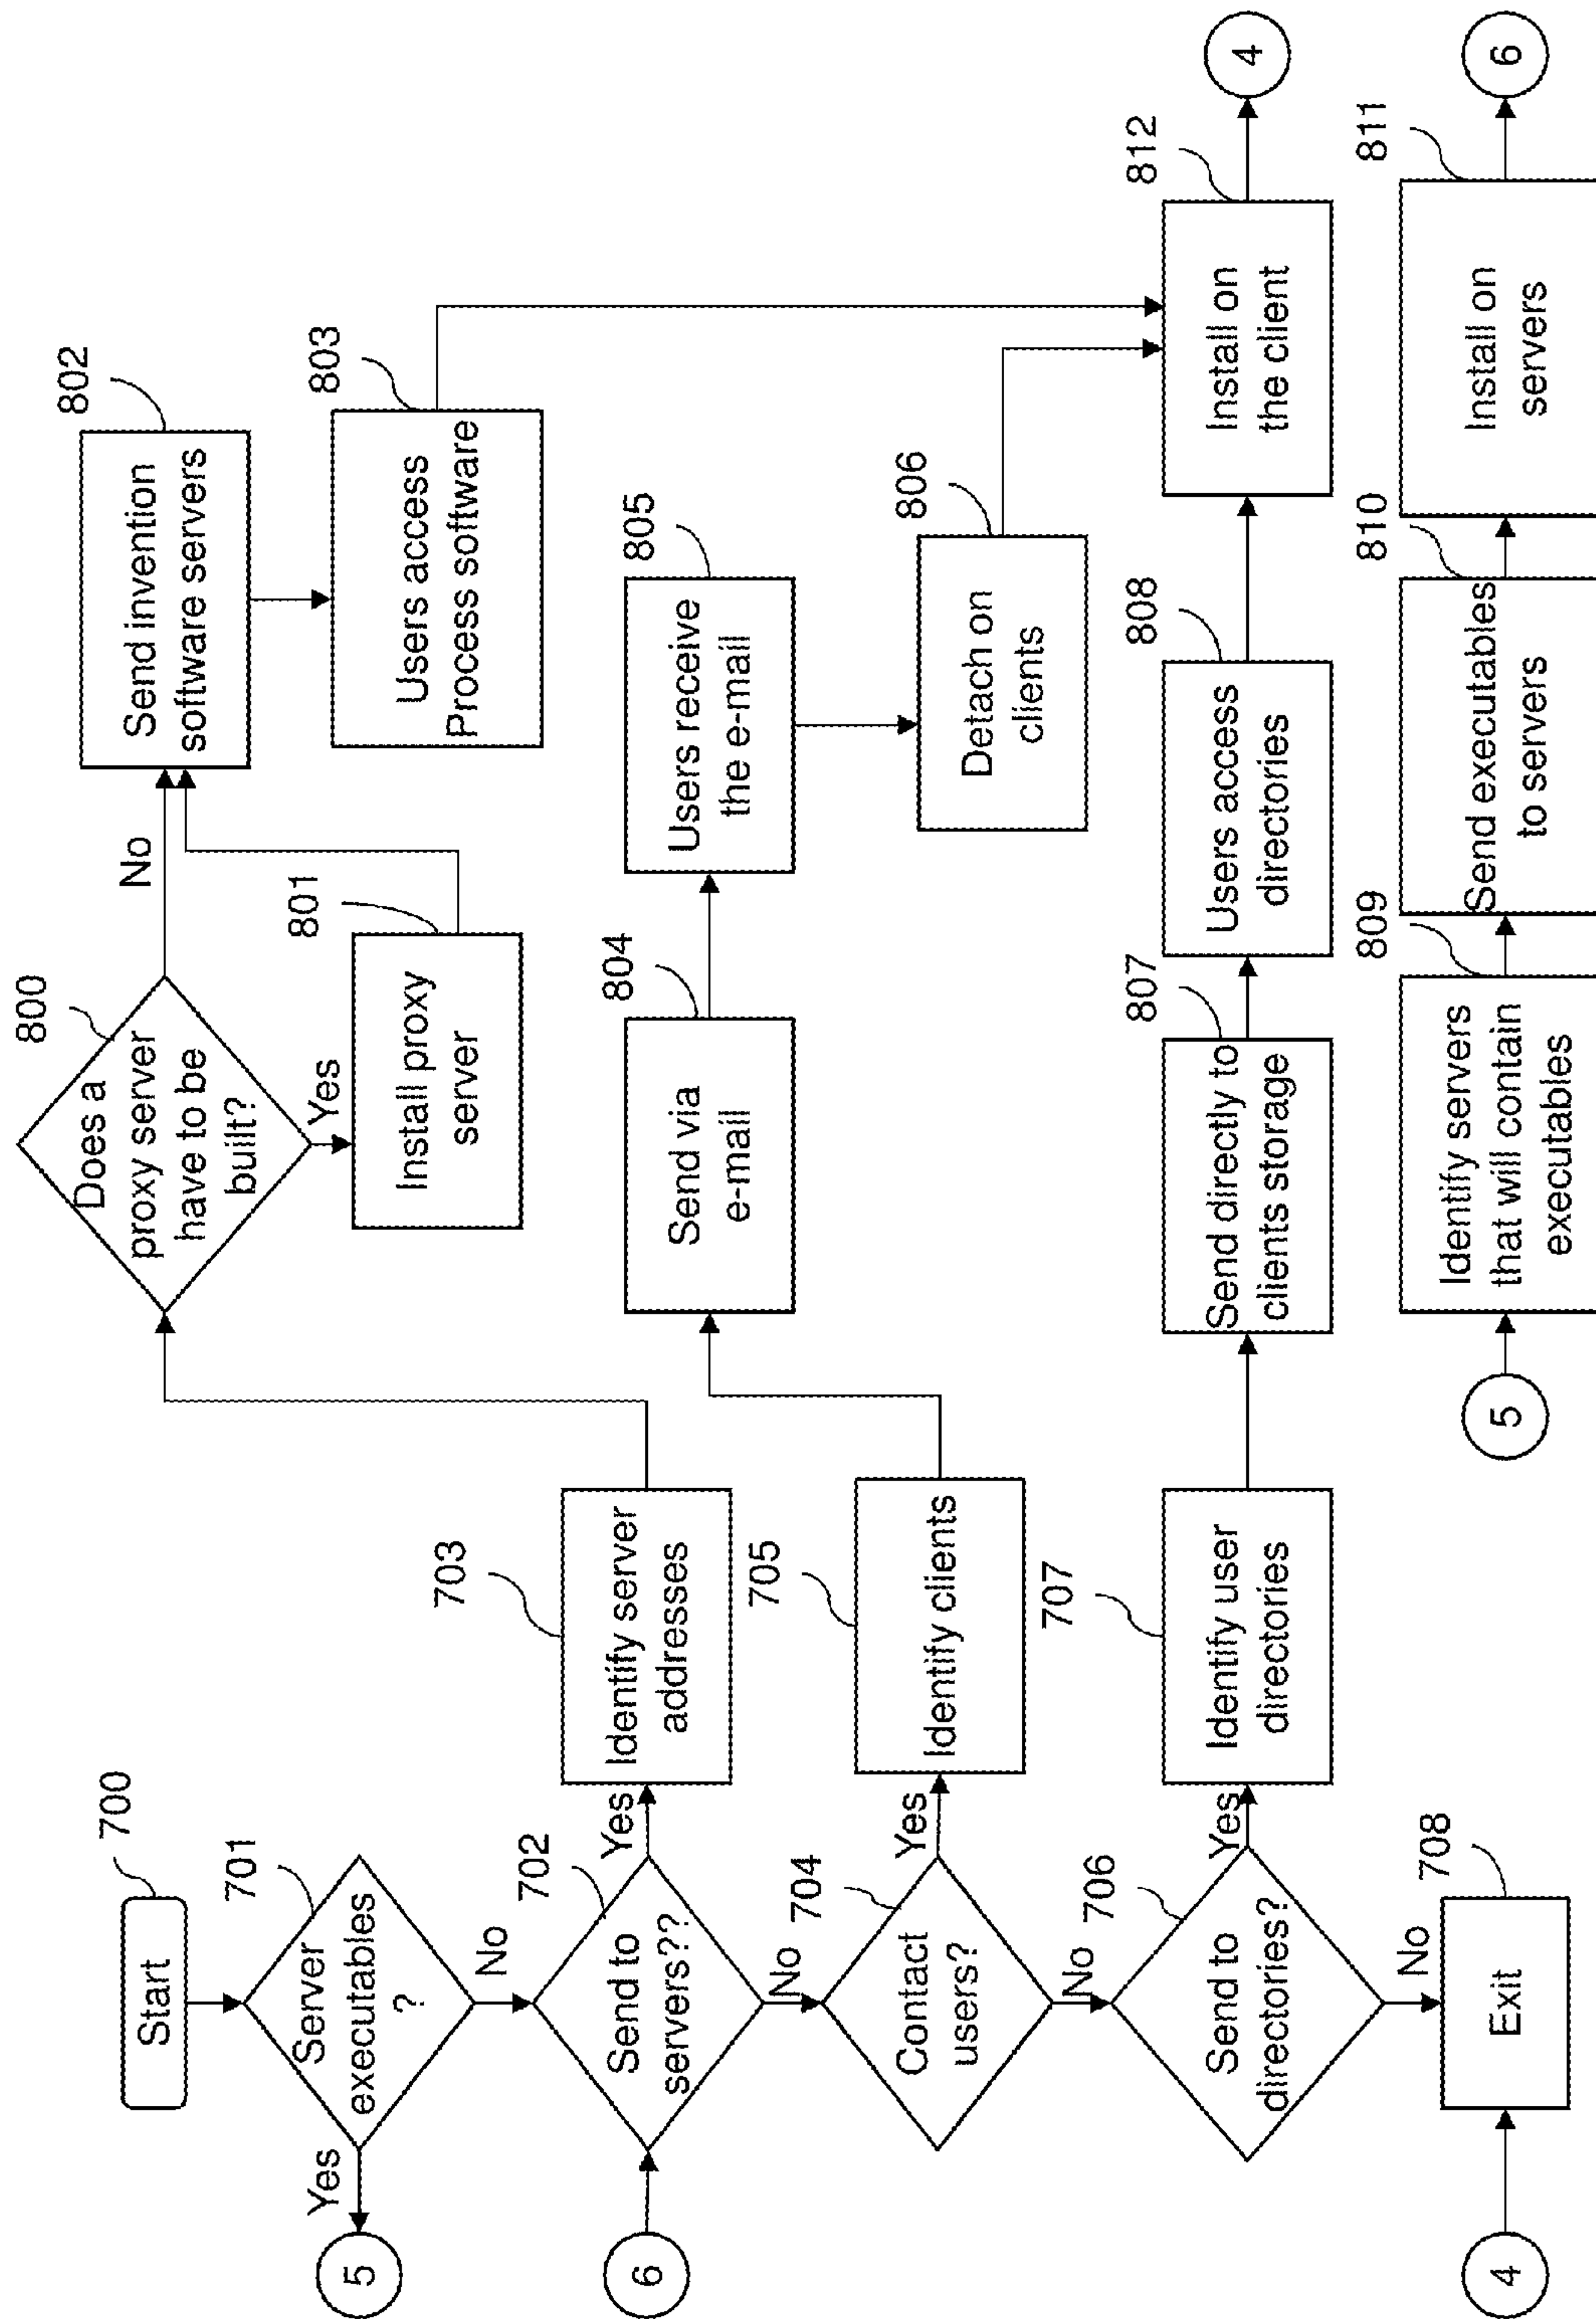 700
Start
701
Server
executables
?
Yes
5
No
702
Send to
servers??
6
Yes
703
Identify server
addresses
No
704
Contact
users?
Yes
705
Identify clients
No
706
Send to
directories?
Yes
707
Identify user
directories
No
708
Exit
4
800
Does a
proxy server
have to be
built?
No
Yes
801
Install proxy
server
802
Send invention
software servers
803
Users access
Process software
804
Send via
e-mail
805
Users receive
the e-mail
806
Detach on
clients
807
Send directly to
clients storage
808
Users access
directories
812
Install on
the client
4
5
809
Identify servers
that will contain
executables
810
Send executables
to servers
811
Install on
servers
6